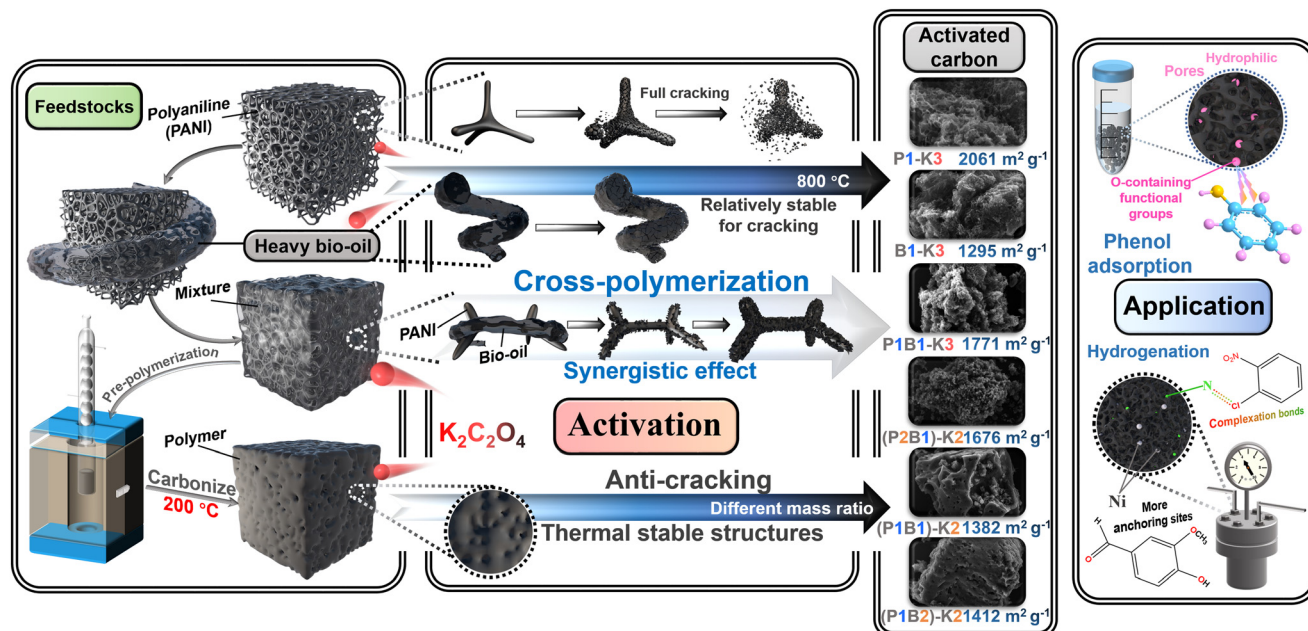 Feedstocks
Polyaniline
(PANI)
Heavy bio-oil
Mixture
Pre-polymerization
Polymer
Carbonize
200 °C
Full cracking
800 °C
Relatively stable
for cracking
Cross-polymerization
PANI
Bio-oil
Synergistic effect
K₂C₂O₄
Activation
Anti-cracking
Different mass ratio
Thermal stable structures
Activated
carbon
P1-K3 2061 m² g⁻¹
B1-K3 1295 m² g⁻¹
P1B1-K3 1771 m² g⁻¹
(P2B1)-K2 1676 m² g⁻¹
(P1B1)-K2 1382 m² g⁻¹
(P1B2)-K2 1412 m² g⁻¹
Hydrophilic
Pores
O-containing
functional
groups
Phenol
adsorption
Application
Hydrogenation
O₂N
N
Cl
Complexation bonds
Ni
More
anchoring sites
H
O
OCH₃
OH